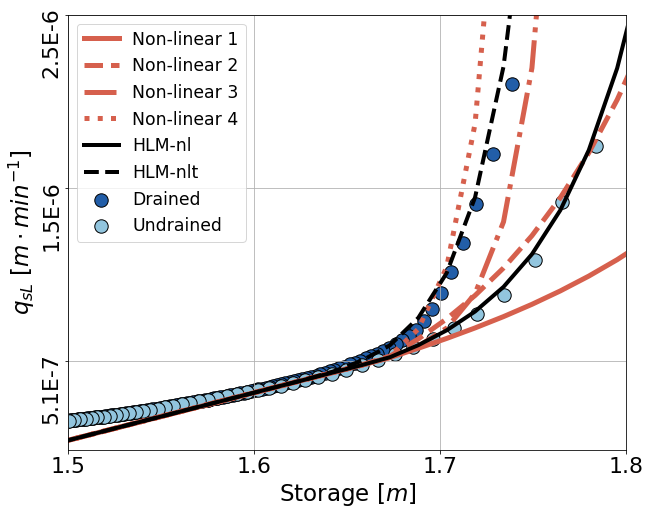 2.5E-6
1.5E-6
5.1E-7
q_{sL} [m · min^{-1}]
Non-linear 1
Non-linear 2
Non-linear 3
Non-linear 4
HLM-nl
HLM-nlt
Drained
Undrained
1.5 1.6 1.7 1.8
Storage [m]